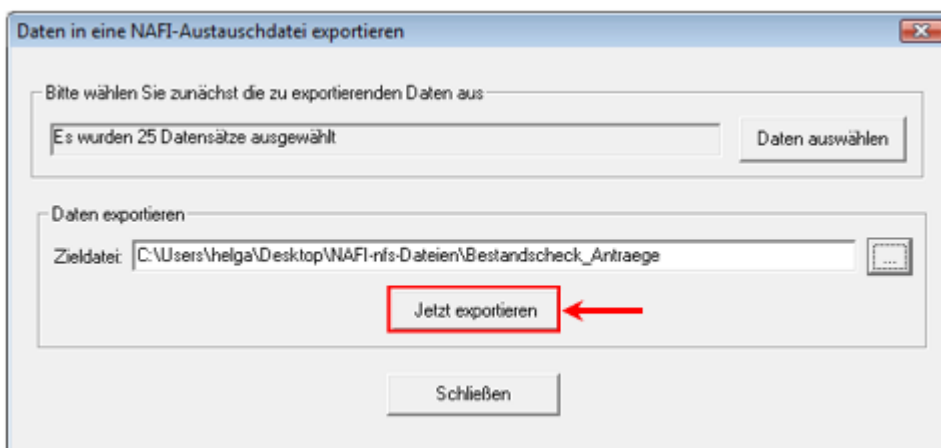 Daten in eine NAFI-Austauschdatei exportieren
Bitte wählen Sie zunächst die zu exportierenden Daten aus
Es wurden 25 Datensätze ausgewählt
Daten auswählen
Daten exportieren
Zieldatei: C:\Users\helga\Desktop\NAFI-nfs-Dateien\Bestandscheck_Antraege
...
Jetzt exportieren
Schließen